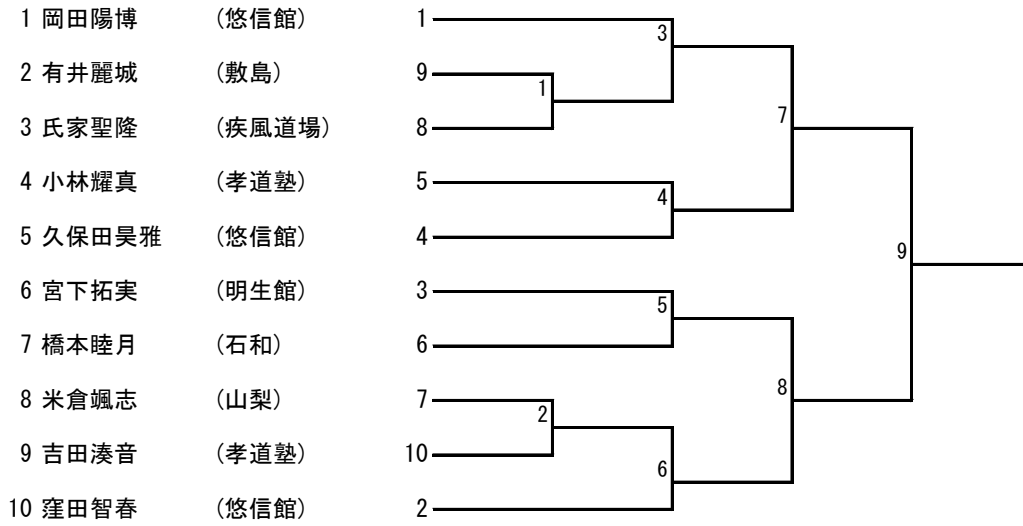 1 岡田陽博 (悠信館) 1
3
2 有井麗城 (敷島) 9
1
3 氏家聖隆 (疾風道場) 8
7
4 小林耀真 (孝道塾) 5
4
5 久保田昊雅 (悠信館) 4
9
6 宮下拓実 (明生館) 3
5
7 橋本睦月 (石和) 6
8
8 米倉颯志 (山梨) 7
2
9 吉田湊音 (孝道塾) 10
6
10 窪田智春 (悠信館) 2